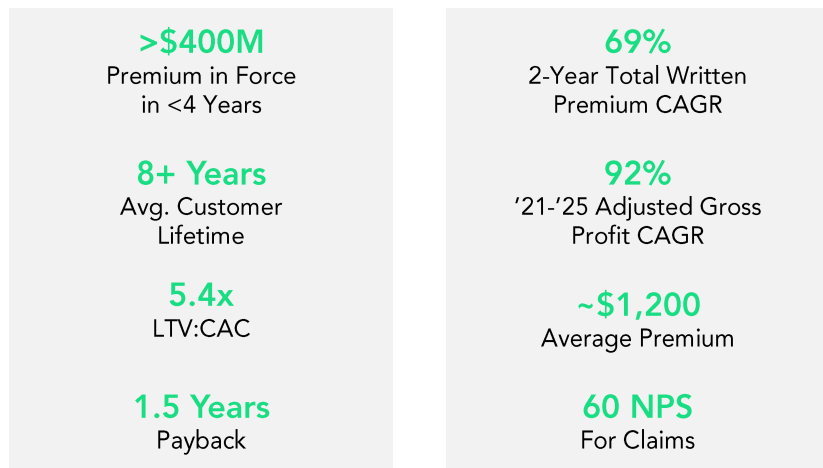 >$400M
Premium in Force
in <4 Years
8+ Years
Avg. Customer
Lifetime
5.4x
LTV:CAC
1.5 Years
Payback
69%
2-Year Total Written
Premium CAGR
92%
’21-’25 Adjusted Gross
Profit CAGR
~$1,200
Average Premium
60 NPS
For Claims